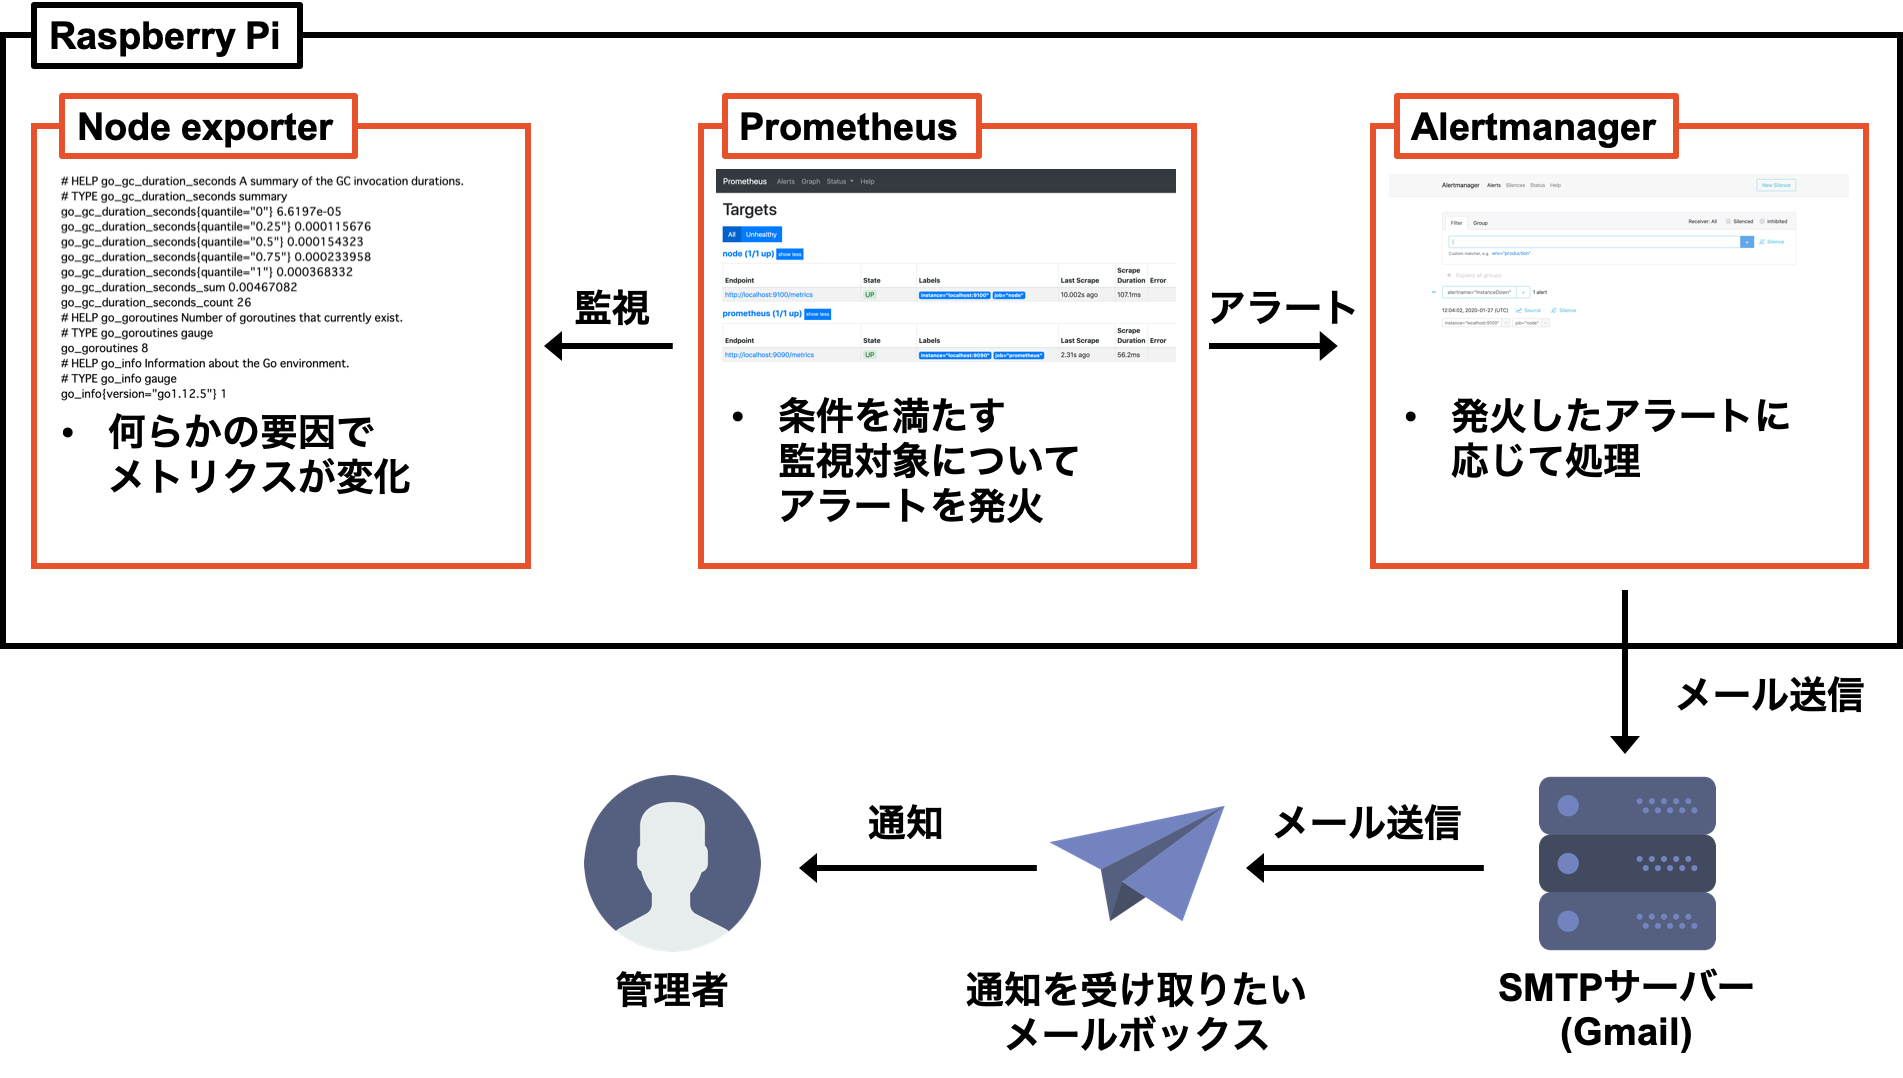 Raspberry Pi
Node exporter
# HELP go_gc_duration_seconds A summary of the GC invocation durations.
# TYPE go_gc_duration_seconds summary
go_gc_duration_seconds{quantile="0"} 6.6197e-05
go_gc_duration_seconds{quantile="0.25"} 0.000115676
go_gc_duration_seconds{quantile="0.5"} 0.000154323
go_gc_duration_seconds{quantile="0.75"} 0.000233958
go_gc_duration_seconds{quantile="1"} 0.000368332
go_gc_duration_seconds_sum 0.00467082
go_gc_duration_seconds_count 26
# HELP go_goroutines Number of goroutines that currently exist.
# TYPE go_goroutines gauge
go_goroutines 8
# HELP go_info Information about the Go environment.
# TYPE go_info gauge
go_info{version="go1.12.5"} 1
• 何らかの要因で
メトリクスが変化
監視
Prometheus
Prometheus Alerts Graph Status Help
Targets
All Unhealthy
node (1/1 up) show less
Endpoint State Labels Last Scrape Scrape Duration Error
http://localhost:9100/metrics UP instance="localhost:9100" job="node" 10.002s ago 107.1ms
prometheus (1/1 up) show less
Endpoint State Labels Last Scrape Scrape Duration Error
http://localhost:9090/metrics UP instance="localhost:9090" job="prometheus" 2.31s ago 56.2ms
• 条件を満たす
監視対象について
アラートを発火
アラート
Alertmanager
Alertmanager Alerts Silences Status Help New Silence
Filter Group Receiver: All Silenced Inhibited
+ Silence
Custom matcher, e.g. env="production"
+ Expand all groups
− alertname="InstanceDown" + 1 alert
12:04:02, 2020-01-27 (UTC) Source Silence
instance="localhost:9100" + job="node" +
• 発火したアラートに
応じて処理
メール送信
SMTPサーバー
(Gmail)
メール送信
通知を受け取りたい
メールボックス
通知
管理者